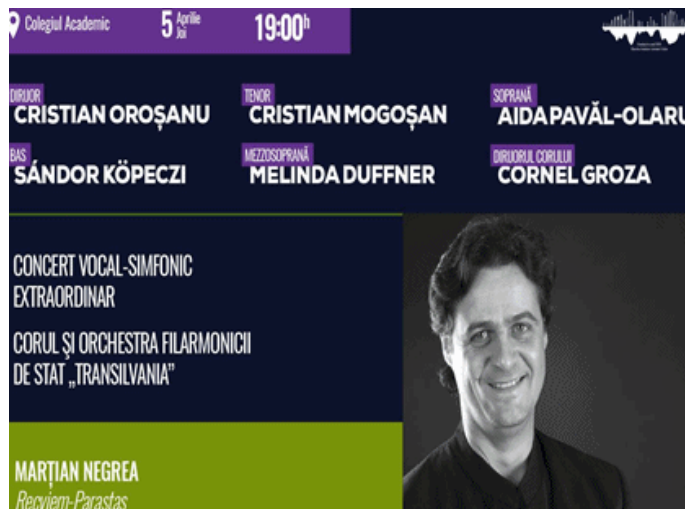 Colegiul Academic
5 Aprilie
Joi
19:00h
DIRIJOR
CRISTIAN OROȘANU
TENOR
CRISTIAN MOGOȘAN
SOPRANĂ
AIDA PAVĂL-OLARU
BAS
SÁNDOR KÖPECZI
MEZZOSOPRANĂ
MELINDA DUFFNER
DIRIJORUL CORULUI
CORNEL GROZA
CONCERT VOCAL-SIMFONIC
EXTRAORDINAR
CORUL ŞI ORCHESTRA FILARMONICII
DE STAT „TRANSILVANIA”
MARȚIAN NEGREA
Recviem-Parastas